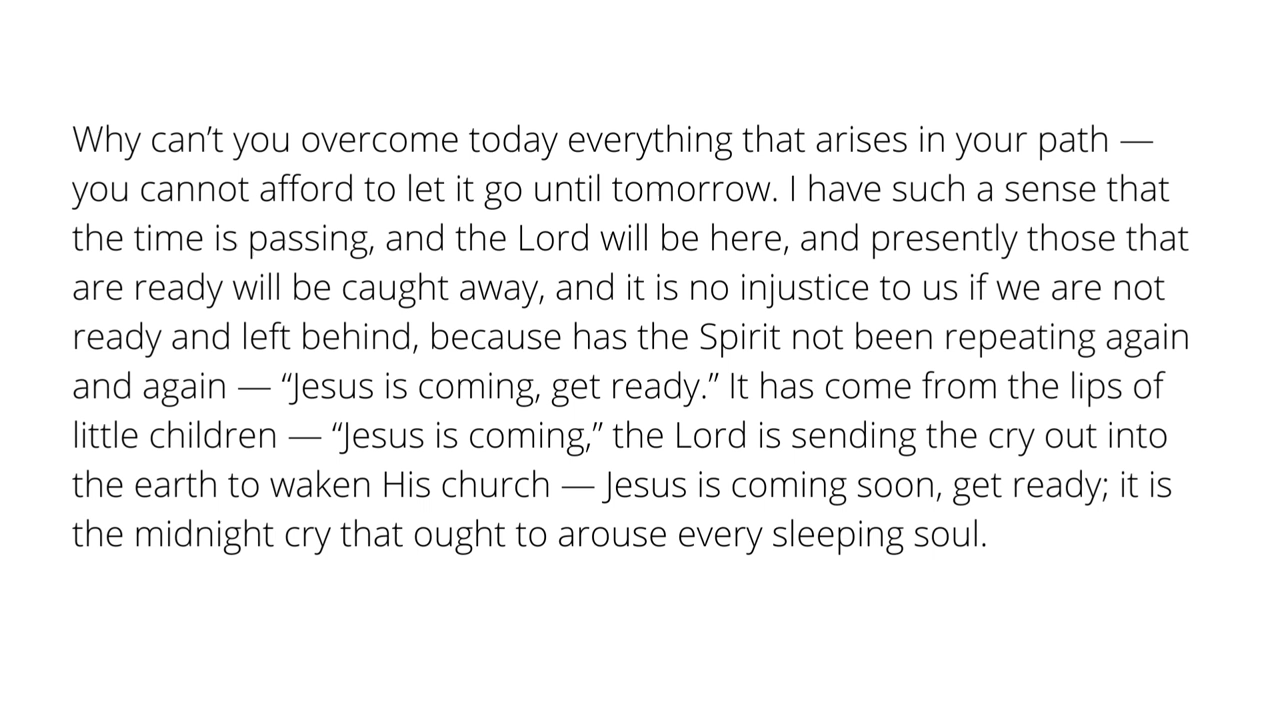 Why can’t you overcome today everything that arises in your path —
you cannot afford to let it go until tomorrow. I have such a sense that
the time is passing, and the Lord will be here, and presently those that
are ready will be caught away, and it is no injustice to us if we are not
ready and left behind, because has the Spirit not been repeating again
and again — “Jesus is coming, get ready.” It has come from the lips of
little children — “Jesus is coming,” the Lord is sending the cry out into
the earth to waken His church — Jesus is coming soon, get ready; it is
the midnight cry that ought to arouse every sleeping soul.